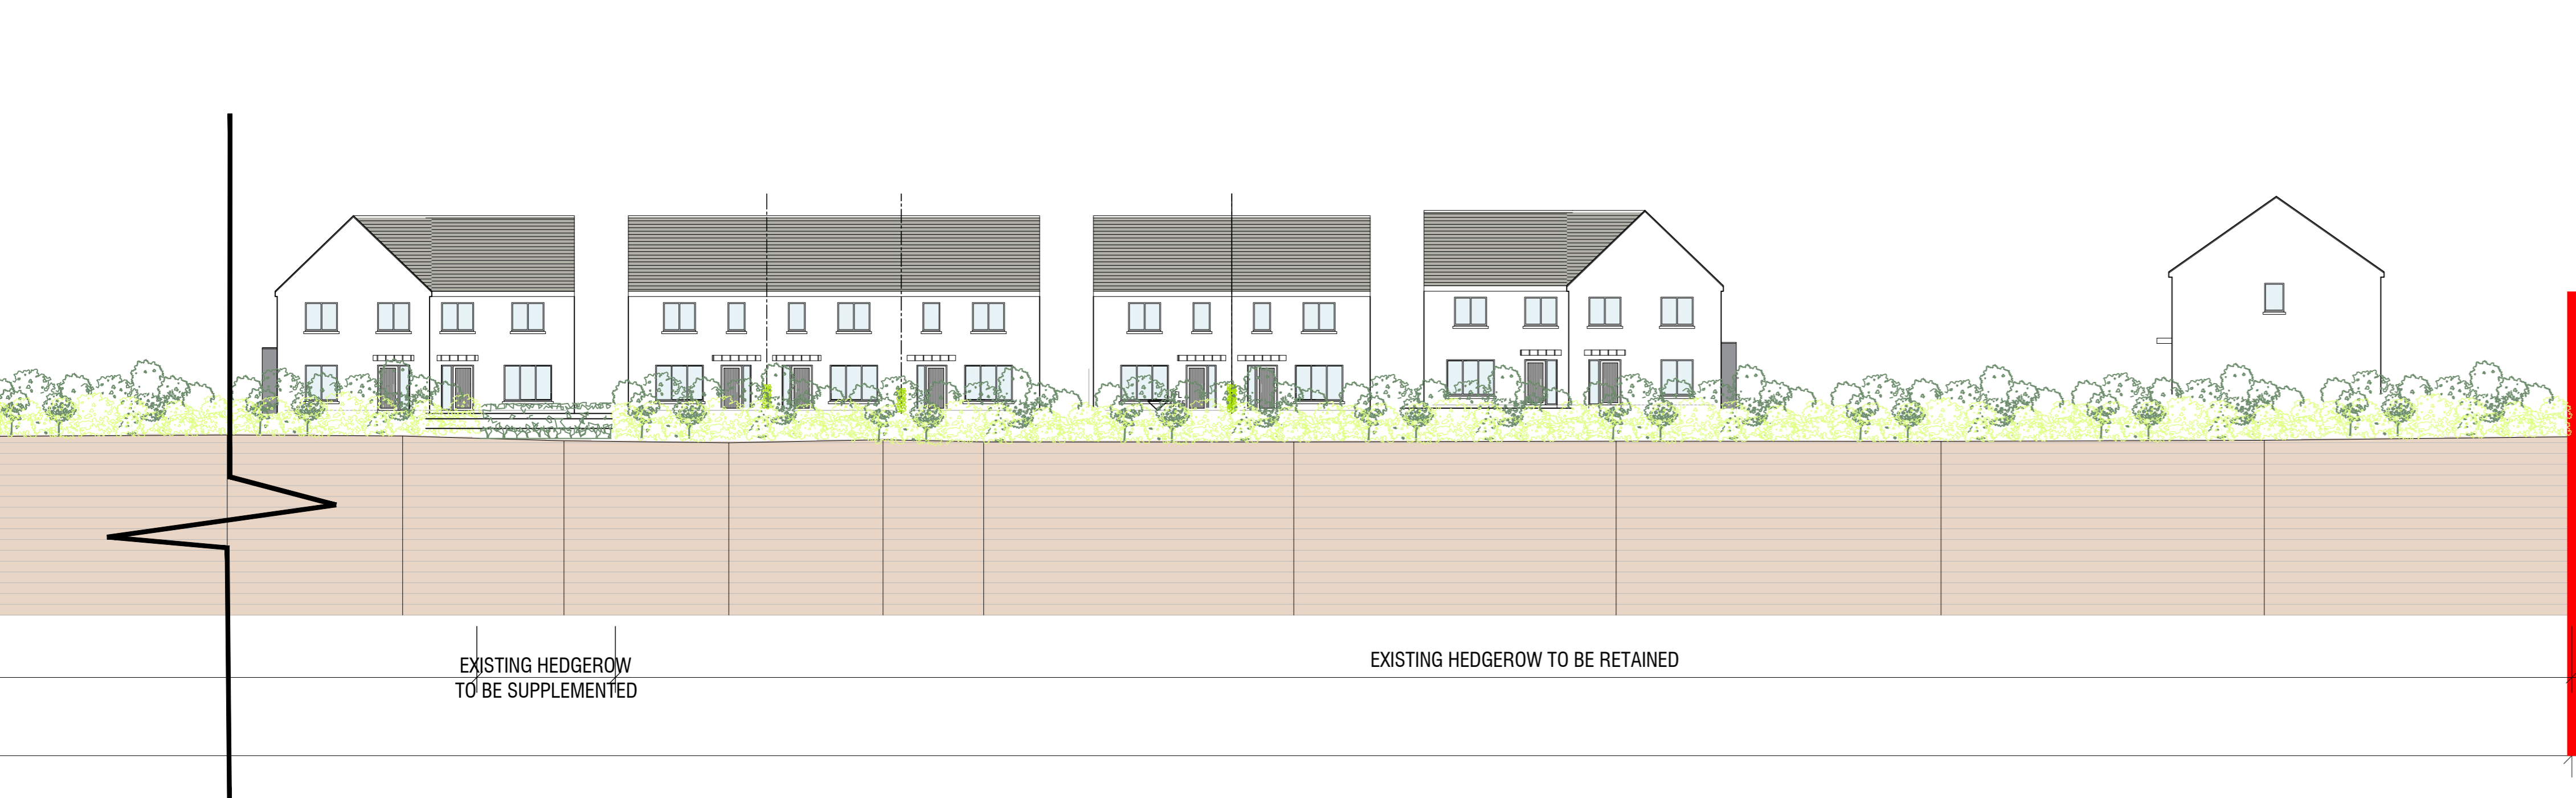 EXISTING HEDGEROW
TO BE SUPPLEMENTED
EXISTING HEDGEROW TO BE RETAINED